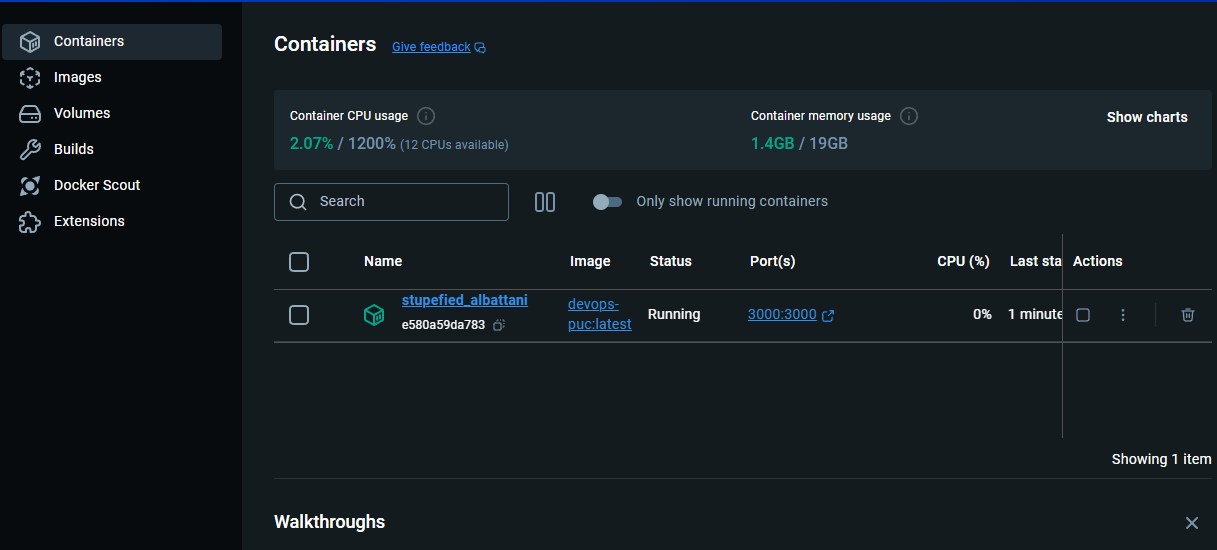 Containers
Images
Volumes
Builds
Docker Scout
Extensions
Containers Give feedback
Container CPU usage
2.07% / 1200% (12 CPUs available)
Container memory usage
1.4GB / 19GB
Show charts
Search
Only show running containers
Name Image Status Port(s) CPU (%) Last sta Actions
stupefied_albattani
e580a59da783
devops-
puc:latest
Running
3000:3000
0%
1 minute
Showing 1 item
Walkthroughs